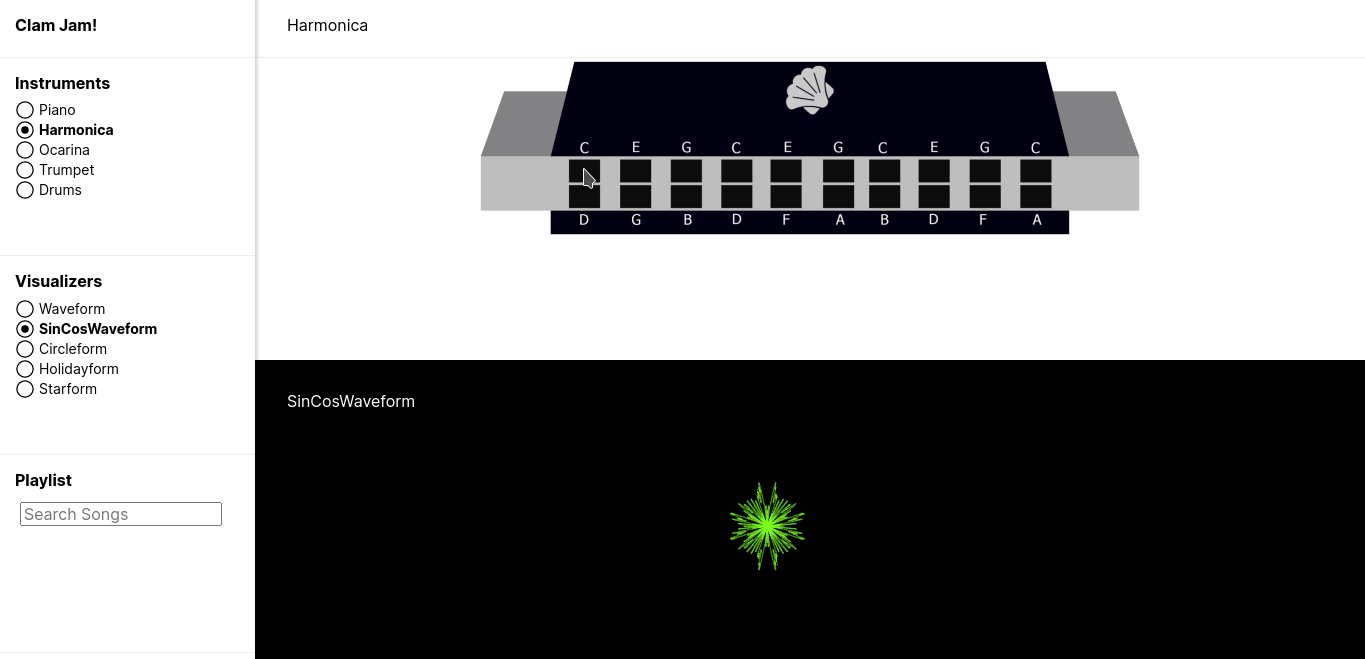 Clam Jam!
Harmonica
Instruments
Piano
Harmonica
Ocarina
Trumpet
Drums
C E G C E G C E G C
D G B D F A B D F A
Visualizers
Waveform
SinCosWaveform
Circleform
Holidayform
Starform
SinCosWaveform
Playlist
Search Songs